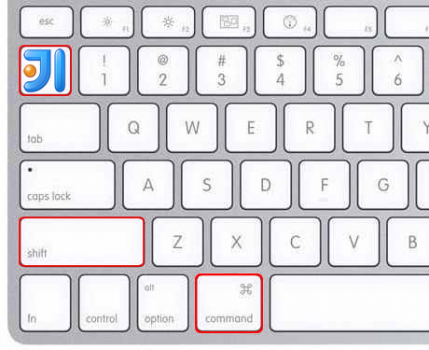 esc F1 F2 F3 F4 F5
! @ # $ % ^
1 2 3 4 5 6
tab Q W E R T Y
caps lock A S D F G
shift Z X C V B
alt ⌘
fn control option command